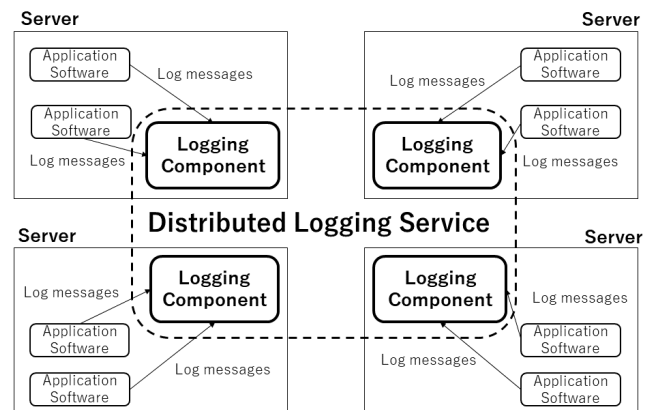 Server
Application
Software
Log messages
Application
Software
Log messages
Logging
Component
Server
Application
Software
Log messages
Application
Software
Log messages
Logging
Component
Distributed Logging Service
Server
Logging
Component
Log messages
Application
Software
Log messages
Application
Software
Server
Logging
Component
Log messages
Application
Software
Log messages
Application
Software